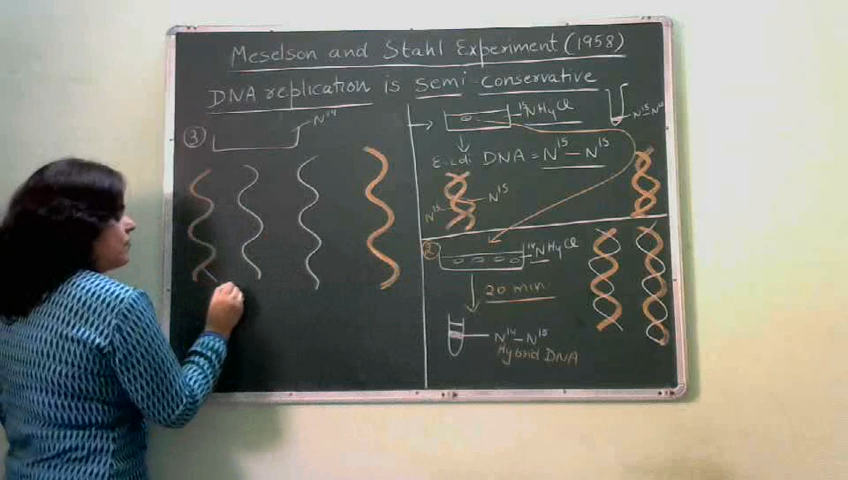 Meselson and Stahl Experiment (1958)
DNA replication is Semi-Conservative
③ N¹⁴
¹⁵NH₄Cl
N¹⁵N¹⁵
E.coli DNA = N¹⁵ – N¹⁵
N¹⁵
N¹⁵
② ¹⁴NH₄Cl
20 min
N¹⁴ – N¹⁵
Hybrid DNA